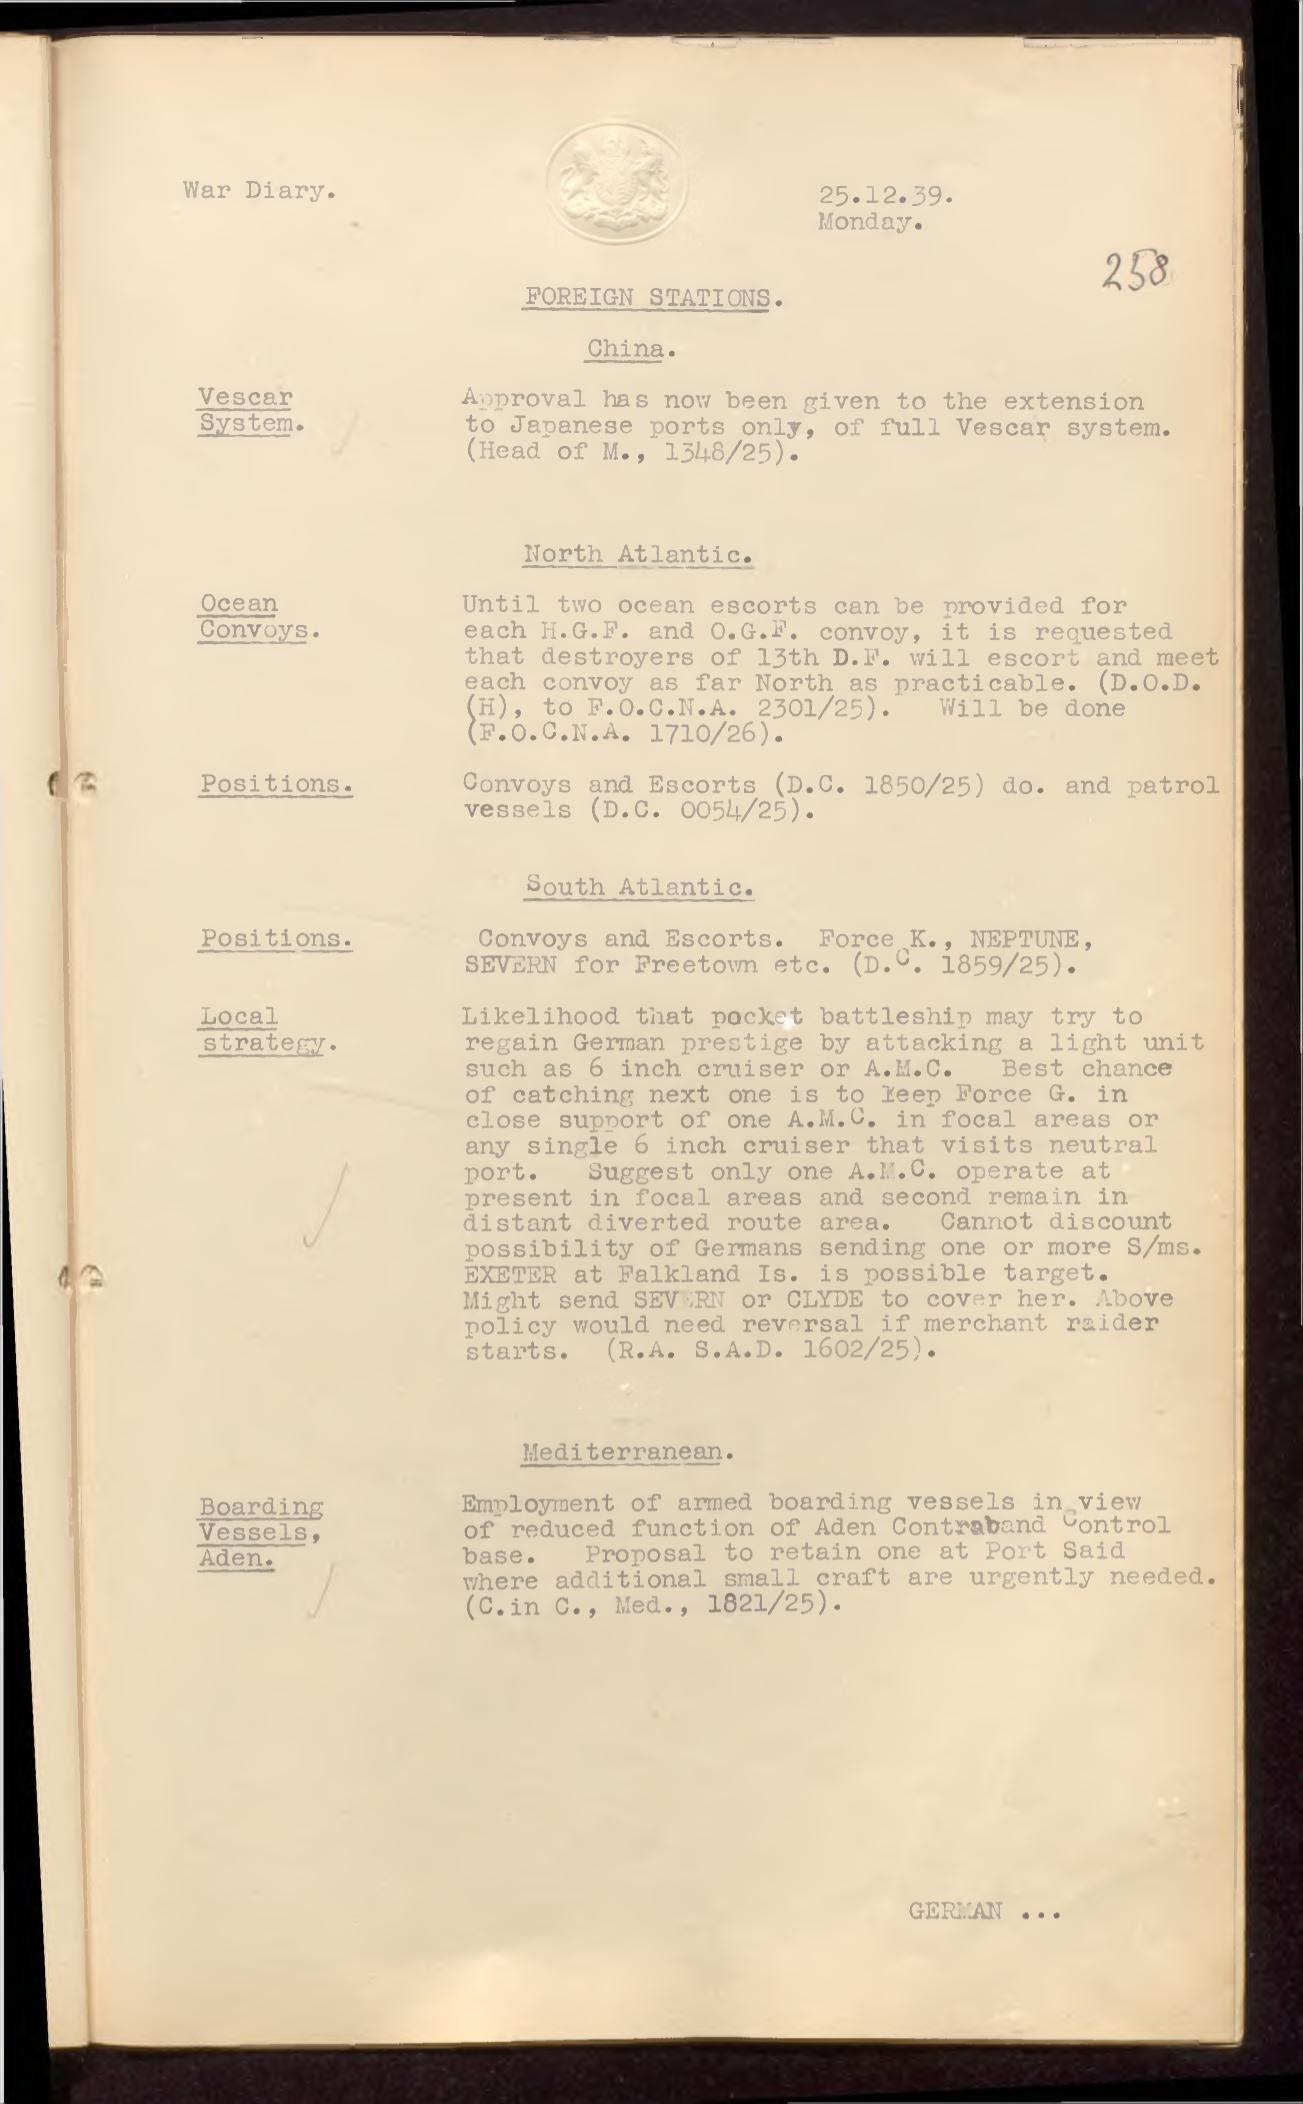 War Diary.
25.12.39.
Monday.
258
FOREIGN STATIONS.
China.
Vescar
System.
Approval has now been given to the extension
to Japanese ports only, of full Vescar system.
(Head of M., 1348/25).
North Atlantic.
Ocean
Convoys.
Until two ocean escorts can be provided for
each H.G.F. and O.G.F. convoy, it is requested
that destroyers of 13th D.F. will escort and meet
each convoy as far North as practicable. (D.O.D.
(H), to F.O.C.N.A. 2301/25). Will be done
(F.O.C.N.A. 1710/26).
Positions.
Convoys and Escorts (D.C. 1850/25) do. and patrol
vessels (D.C. 0054/25).
South Atlantic.
Positions.
Convoys and Escorts. Force K., NEPTUNE,
SEVERN for Freetown etc. (D.C. 1859/25).
Local
strategy.
Likelihood that pocket battleship may try to
regain German prestige by attacking a light unit
such as 6 inch cruiser or A.M.C. Best chance
of catching next one is to keep Force G. in
close support of one A.M.C. in focal areas or
any single 6 inch cruiser that visits neutral
port. Suggest only one A.M.C. operate at
present in focal areas and second remain in
distant diverted route area. Cannot discount
possibility of Germans sending one or more S/ms.
EXETER at Falkland Is. is possible target.
Might send SEVERN or CLYDE to cover her. Above
policy would need reversal if merchant raider
starts. (R.A. S.A.D. 1602/25).
Mediterranean.
Boarding
Vessels,
Aden.
Employment of armed boarding vessels in view
of reduced function of Aden Contraband Control
base. Proposal to retain one at Port Said
where additional small craft are urgently needed.
(C.in C., Med., 1821/25).
GERMAN ...